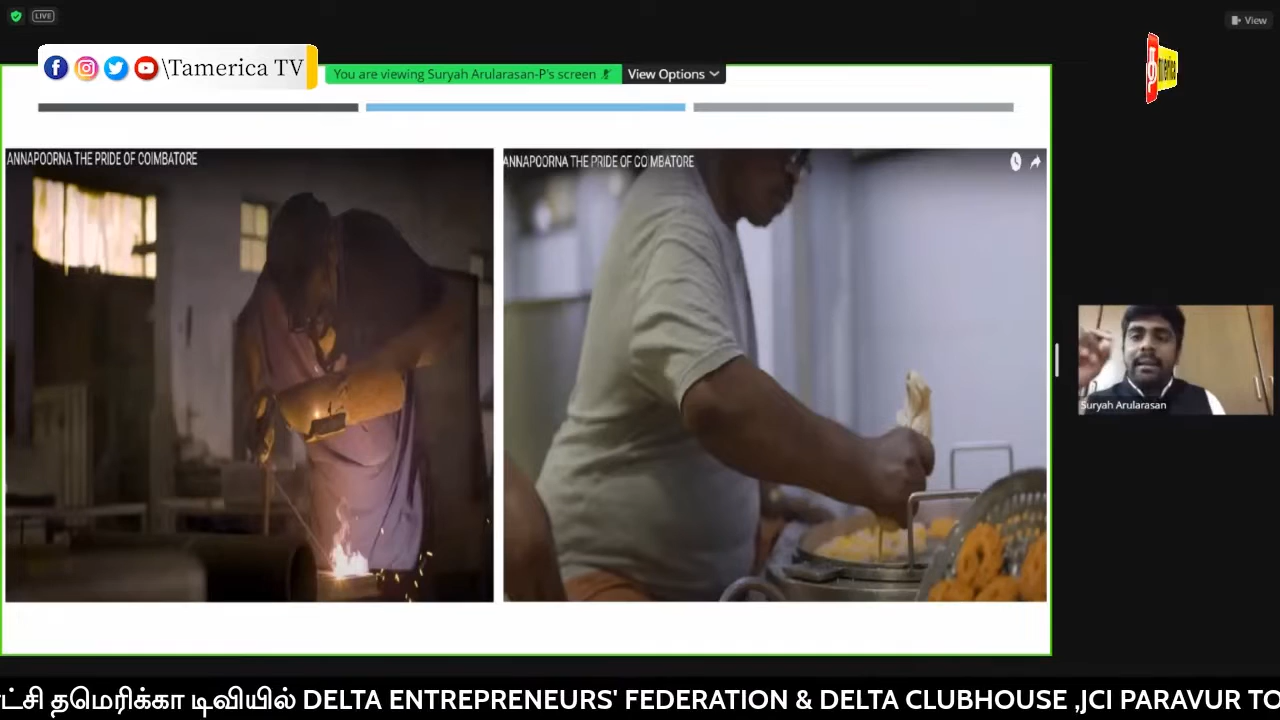 LIVE
View
\Tamerica TV
You are viewing Suryah Arularasan-P's screen
View Options
ANNAPOORNA THE PRIDE OF COIMBATORE
ANNAPOORNA THE PRIDE OF COIMBATORE
Suryah Arularasan
ட்சி தமெரிக்கா டிவியில் DELTA ENTREPRENEURS' FEDERATION & DELTA CLUBHOUSE ,JCI PARAVUR TO